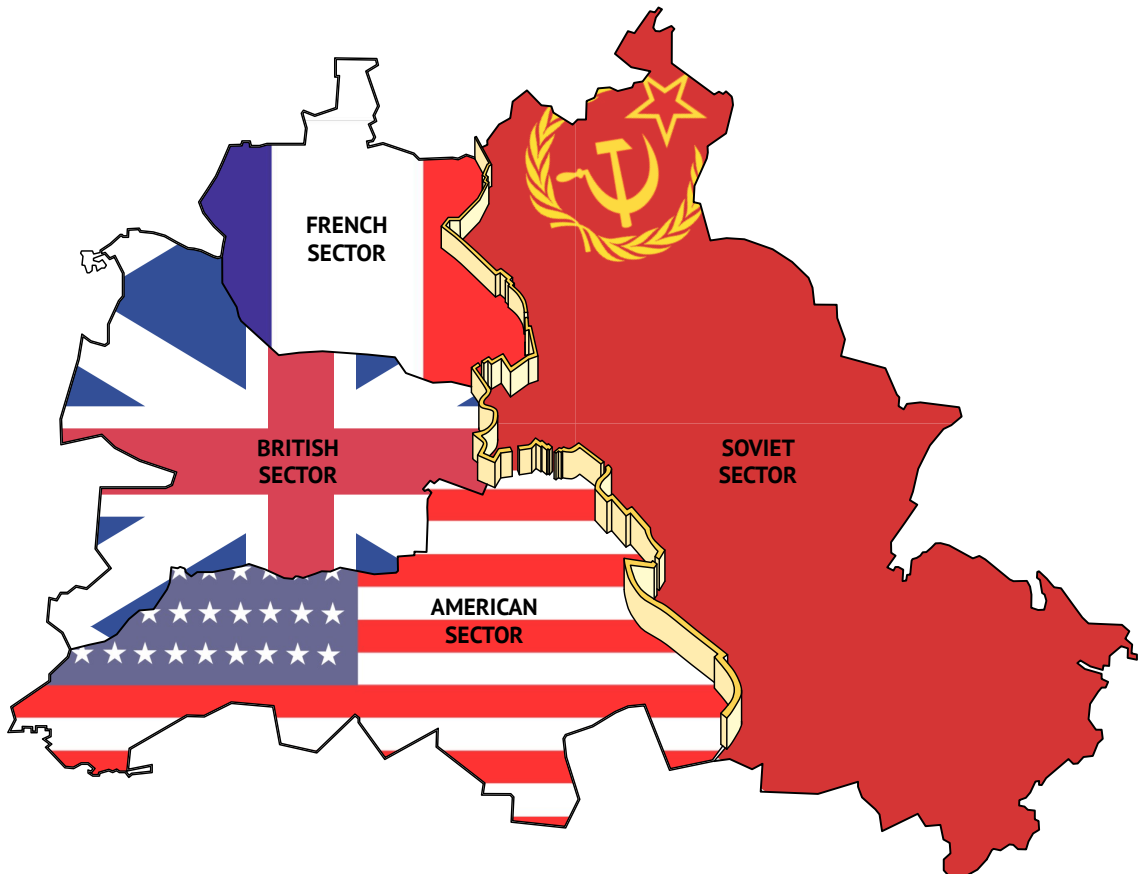 FRENCH
SECTOR
BRITISH
SECTOR
SOVIET
SECTOR
AMERICAN
SECTOR